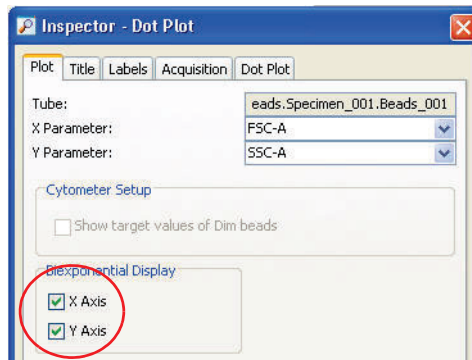 Inspector - Dot Plot
Plot Title Labels Acquisition Dot Plot
Tube: eads.Specimen_001.Beads_001
X Parameter: FSC-A
Y Parameter: SSC-A
Cytometer Setup
Show target values of Dim beads
Biexponential Display
X Axis
Y Axis